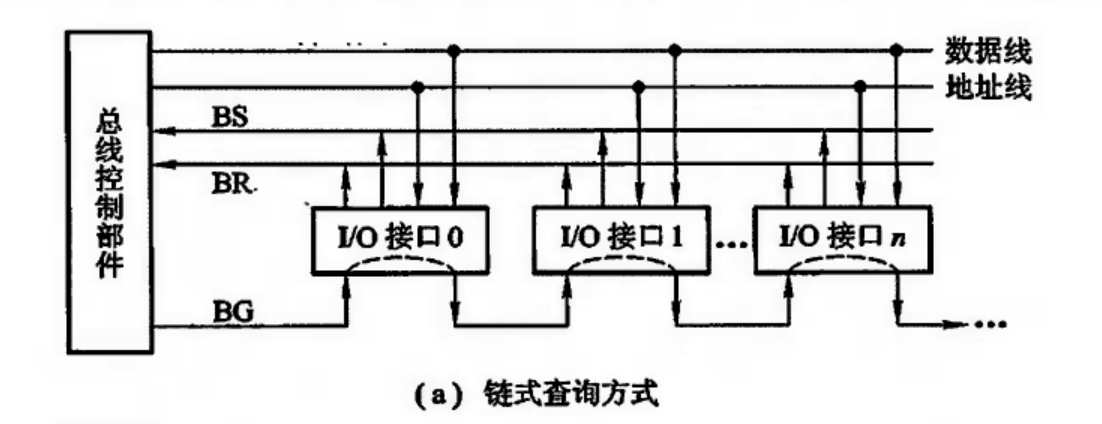 数据线
地址线
BS
BR
总线控制部件
I/O 接口 0
I/O 接口 1
...
I/O 接口 n
BG
...
(a) 链式查询方式